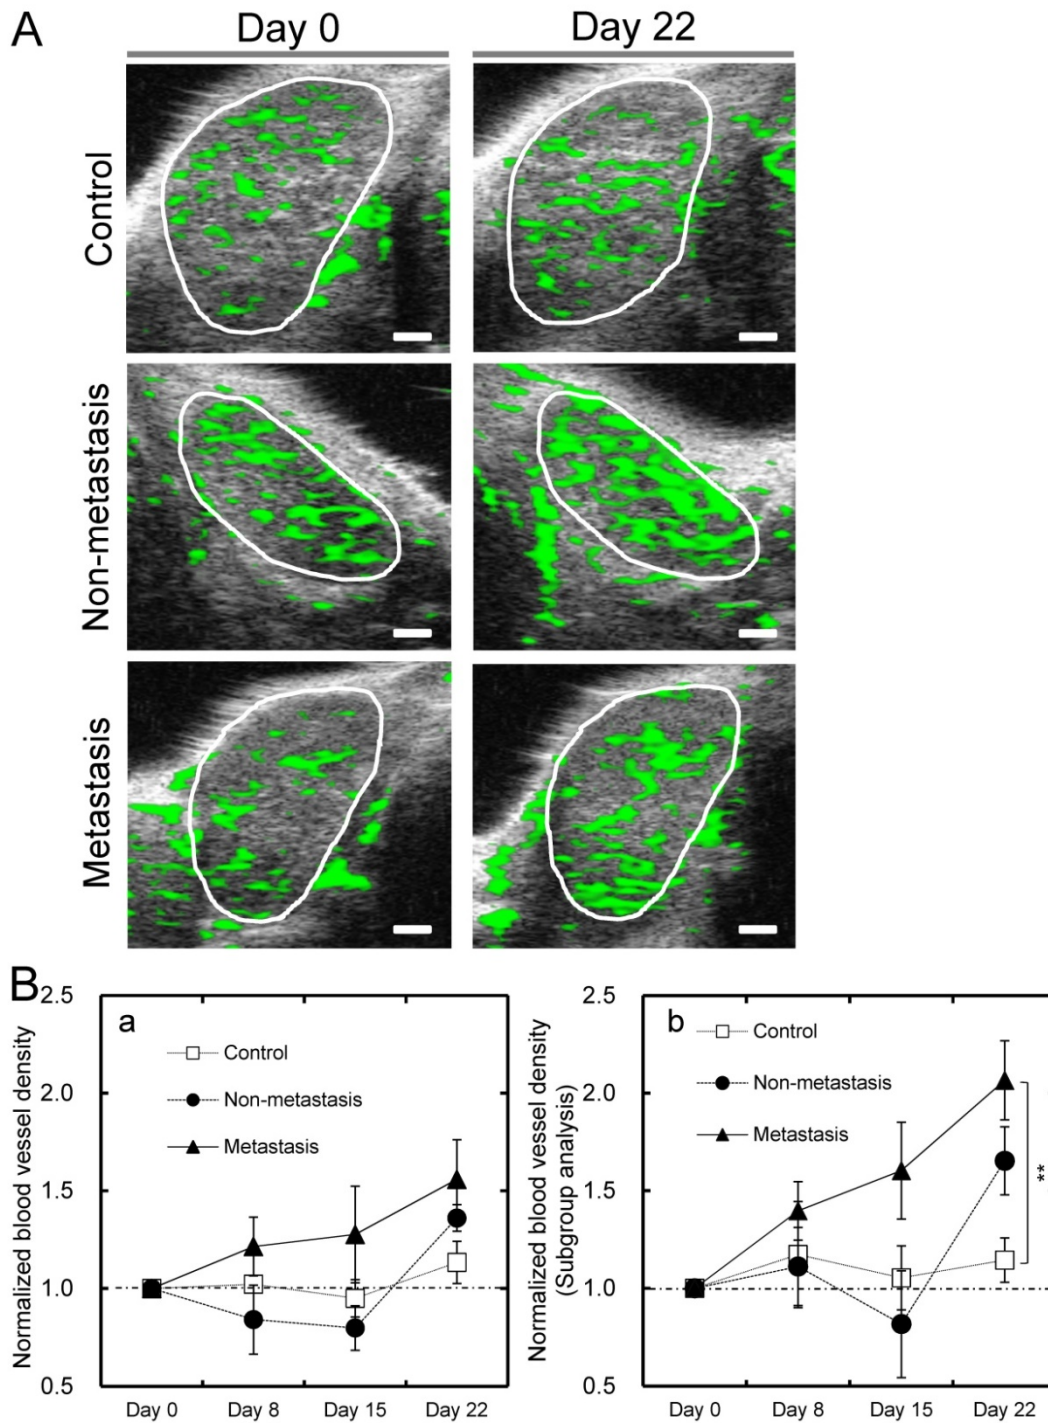 A
Day 0
Day 22
Control
Non-metastasis
Metastasis
B
Normalized blood vessel density
2.5
2.0
1.5
1.0
0.5
a
Control
Non-metastasis
Metastasis
Day 0
Day 8
Day 15
Day 22
Normalized blood vessel density
(Subgroup analysis)
2.5
2.0
1.5
1.0
0.5
b
Control
Non-metastasis
Metastasis
**
Day 0
Day 8
Day 15
Day 22